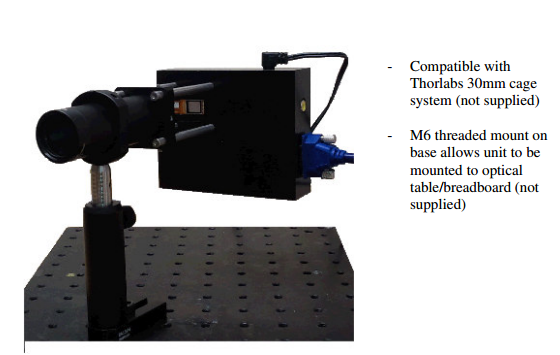 - Compatible with
Thorlabs 30mm cage
system (not supplied)
- M6 threaded mount on
base allows unit to be
mounted to optical
table/breadboard (not
supplied)